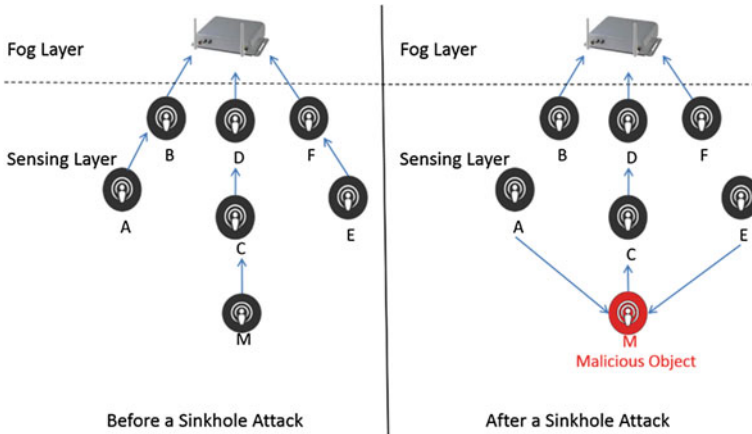 Fog Layer
Sensing Layer
B
D
F
A
C
E
M
Before a Sinkhole Attack
Fog Layer
Sensing Layer
B
D
F
A
C
E
M
Malicious Object
After a Sinkhole Attack